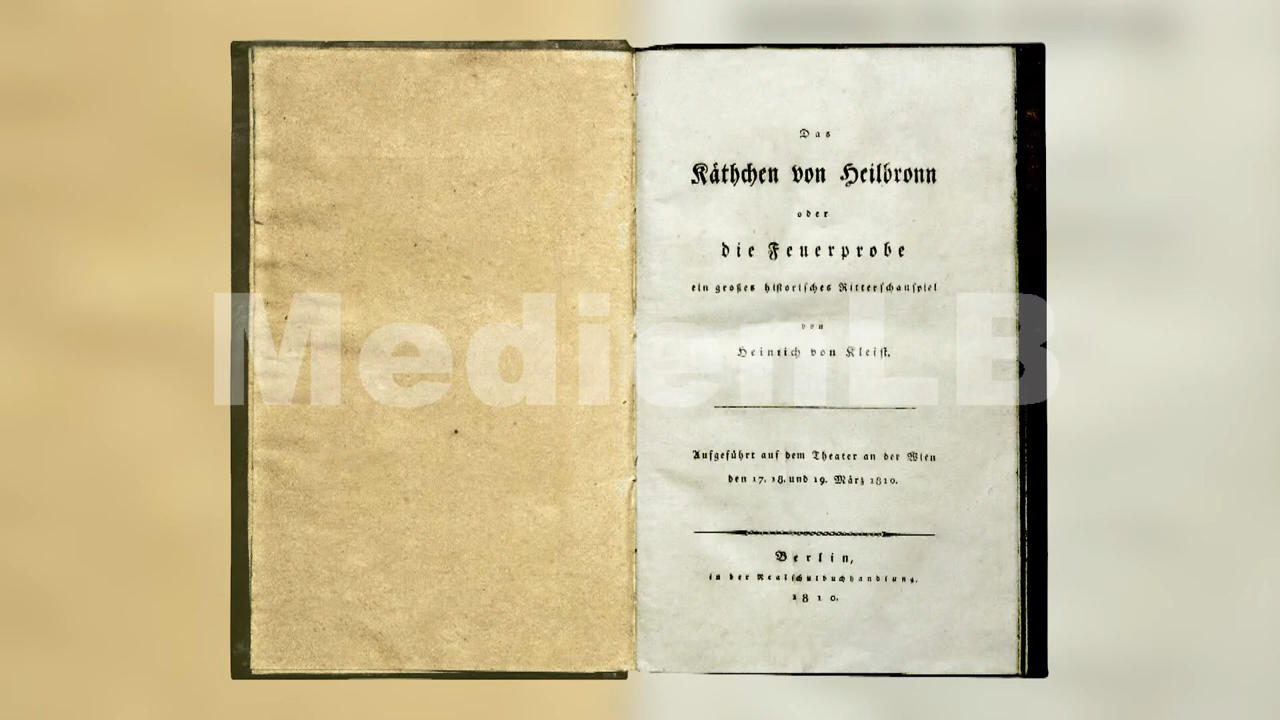 Das
Käthchen von Heilbronn
oder
die Feuerprobe
ein großes historisches Ritterschauspiel
von
Heinrich von Kleist.
MedienLB
Aufgeführt auf dem Theater an der Wien
den 17. 18. und 19. März 1810.
Berlin,
in der Realschulbuchhandlung.
1810.